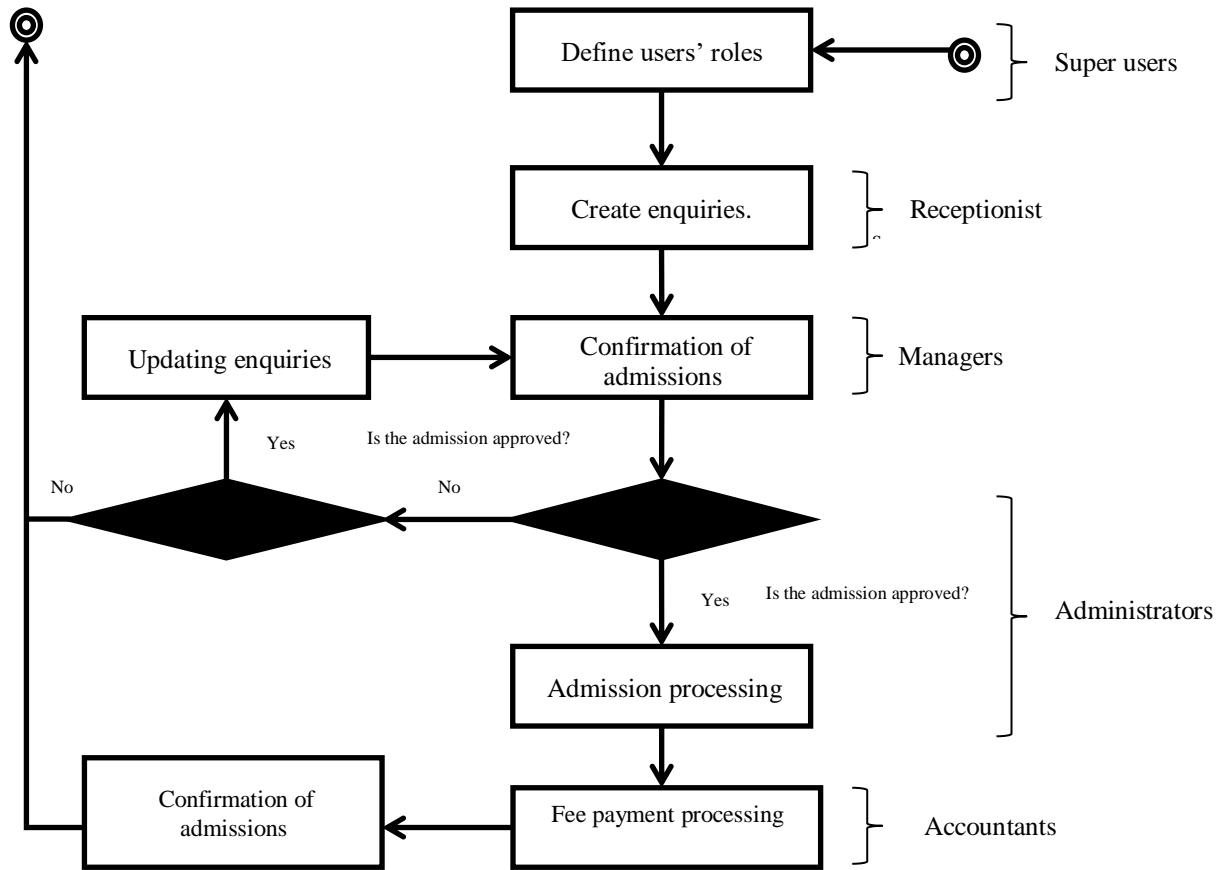 Define users’ roles
Super users
Create enquiries.
Receptionist
Updating enquiries
Confirmation of
admissions
Managers
Yes
Is the admission approved?
No
No
Yes
Is the admission approved?
Administrators
Admission processing
Confirmation of
admissions
Fee payment processing
Accountants